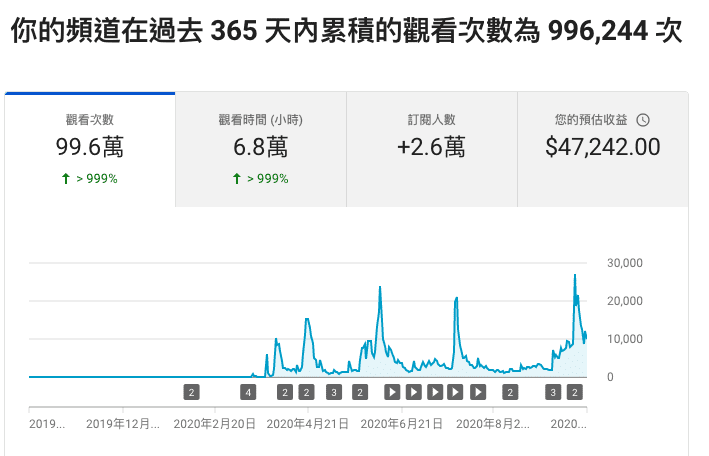 你的頻道在過去 365 天內累積的觀看次數為 996,244 次
觀看次數
99.6萬
> 999%
觀看時間 (小時)
6.8萬
> 999%
訂閱人數
+2.6萬
您的預估收益
$47,242.00
30,000
20,000
10,000
0
2 4 2 2 3 2 2 3 2
2019... 2019年12月... 2020年2月20日 2020年4月21日 2020年6月21日 2020年8月2... 2020...